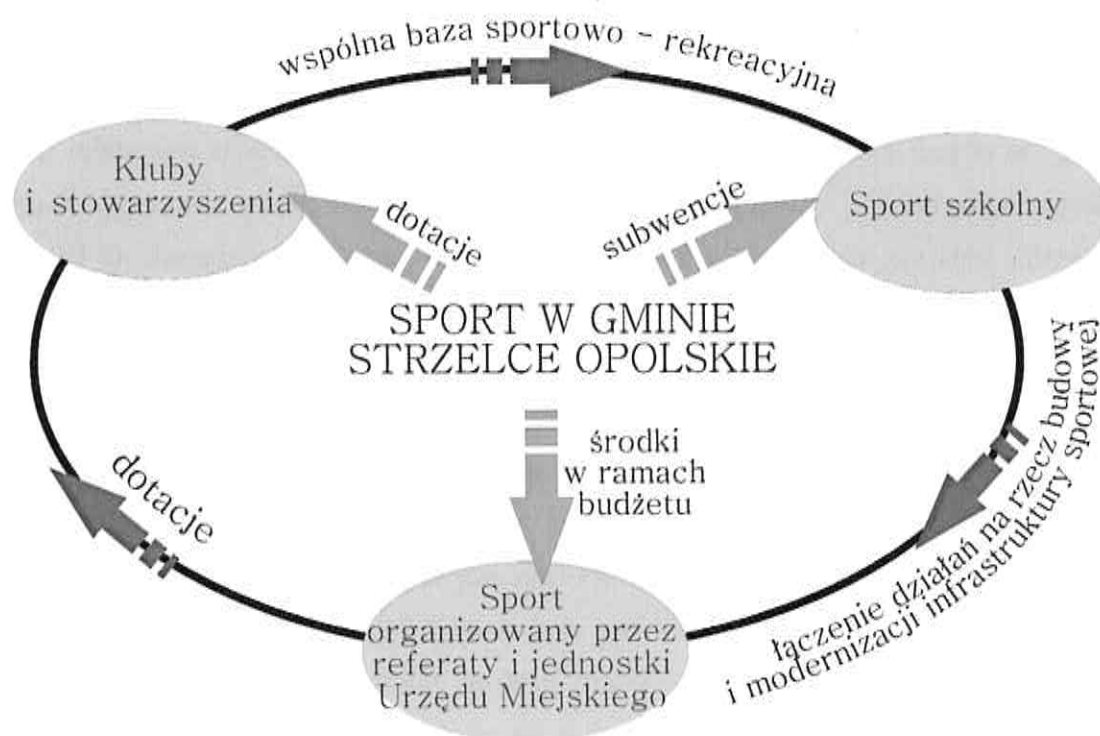 wspólna baza sportowo – rekreacyjna
Kluby
i stowarzyszenia
dotacje
subwencje
Sport szkolny
SPORT W GMINIE
STRZELCE OPOLSKIE
środki
w ramach
budżetu
dotacje
łączenie działań na rzecz budowy
i modernizacji infrastruktury sportowej
Sport
organizowany przez
referaty i jednostki
Urzędu Miejskiego